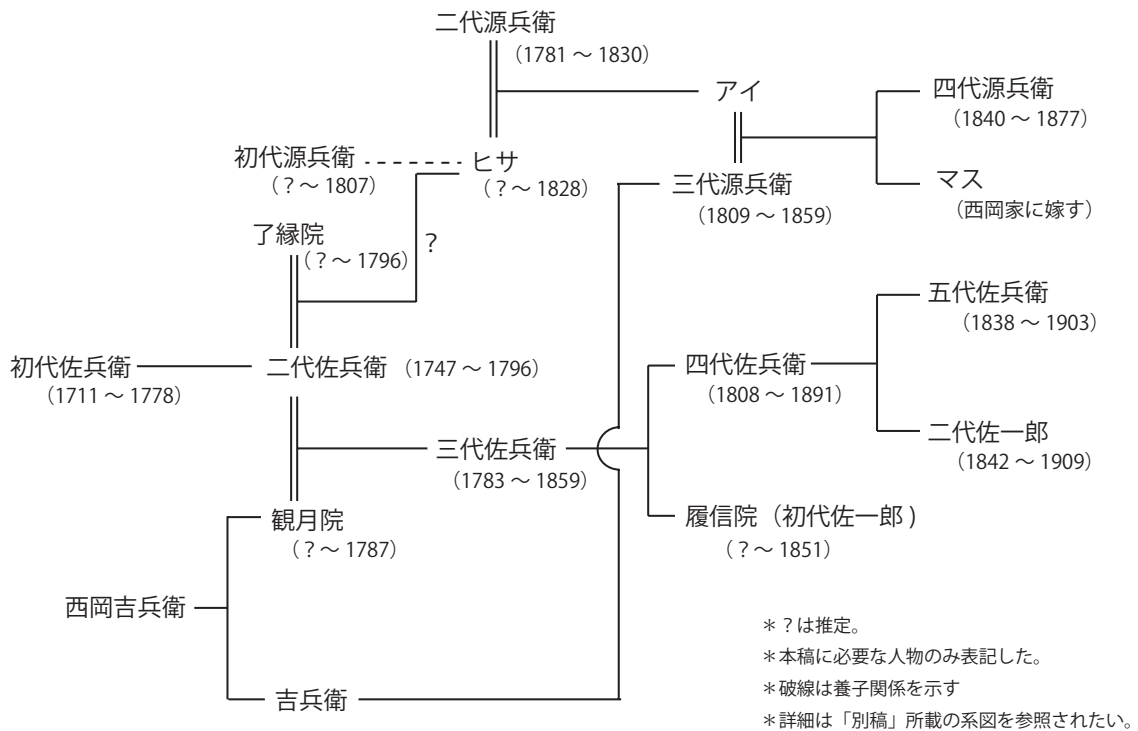 二代源兵衛
（1781 ～ 1830）
アイ
四代源兵衛
（1840 ～ 1877）
初代源兵衛
（？～ 1807）
ヒサ
（？～ 1828）
三代源兵衛
（1809 ～ 1859）
マス
（西岡家に嫁す）
了縁院
（？～ 1796）
？
五代佐兵衛
（1838 ～ 1903）
初代佐兵衛
（1711 ～ 1778）
二代佐兵衛 （1747 ～ 1796）
四代佐兵衛
（1808 ～ 1891）
二代佐一郎
（1842 ～ 1909）
三代佐兵衛
（1783 ～ 1859）
観月院
（？～ 1787）
履信院（初代佐一郎 )
（？～ 1851）
西岡吉兵衛
吉兵衛
＊？は推定。
＊本稿に必要な人物のみ表記した。
＊破線は養子関係を示す
＊詳細は「別稿」所載の系図を参照されたい。